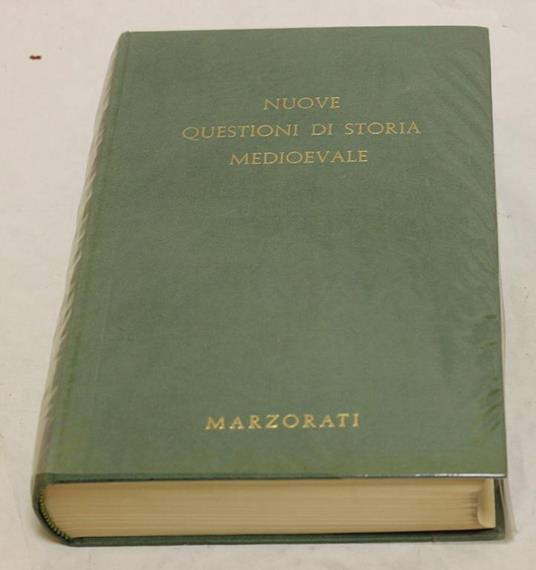 NUOVE
QUESTIONI DI STORIA
MEDIOEVALE
MARZORATI